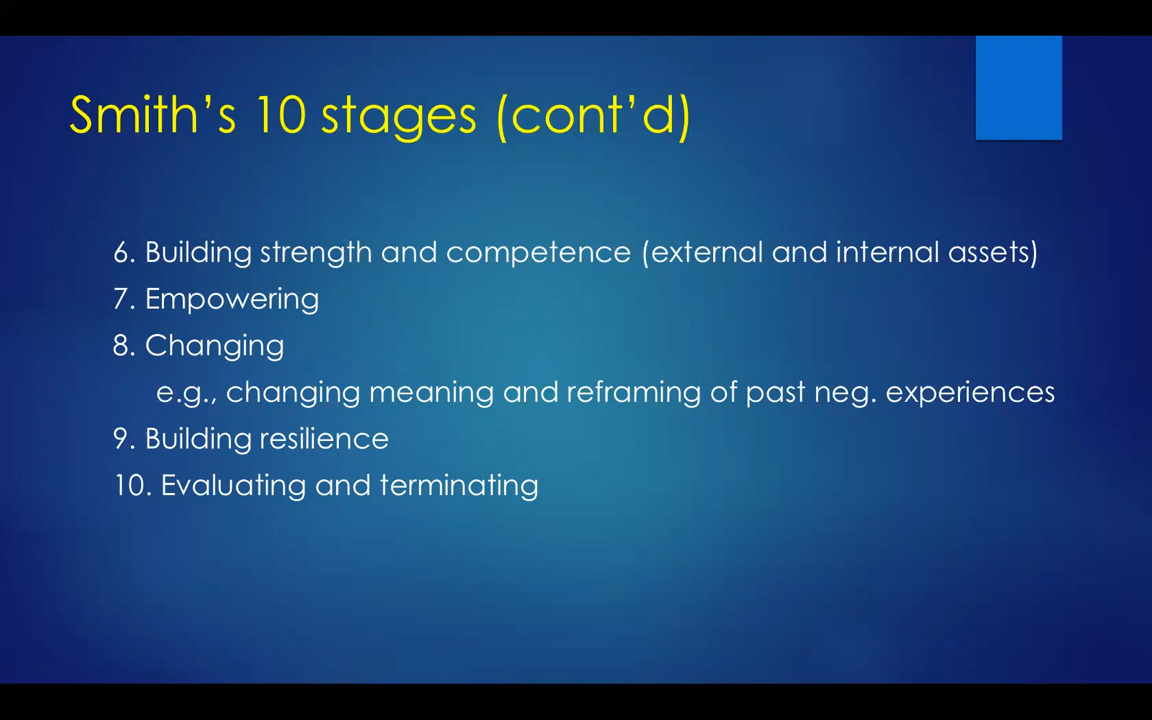 Smith’s 10 stages (cont’d)
6. Building strength and competence (external and internal assets)
7. Empowering
8. Changing
e.g., changing meaning and reframing of past neg. experiences
9. Building resilience
10. Evaluating and terminating